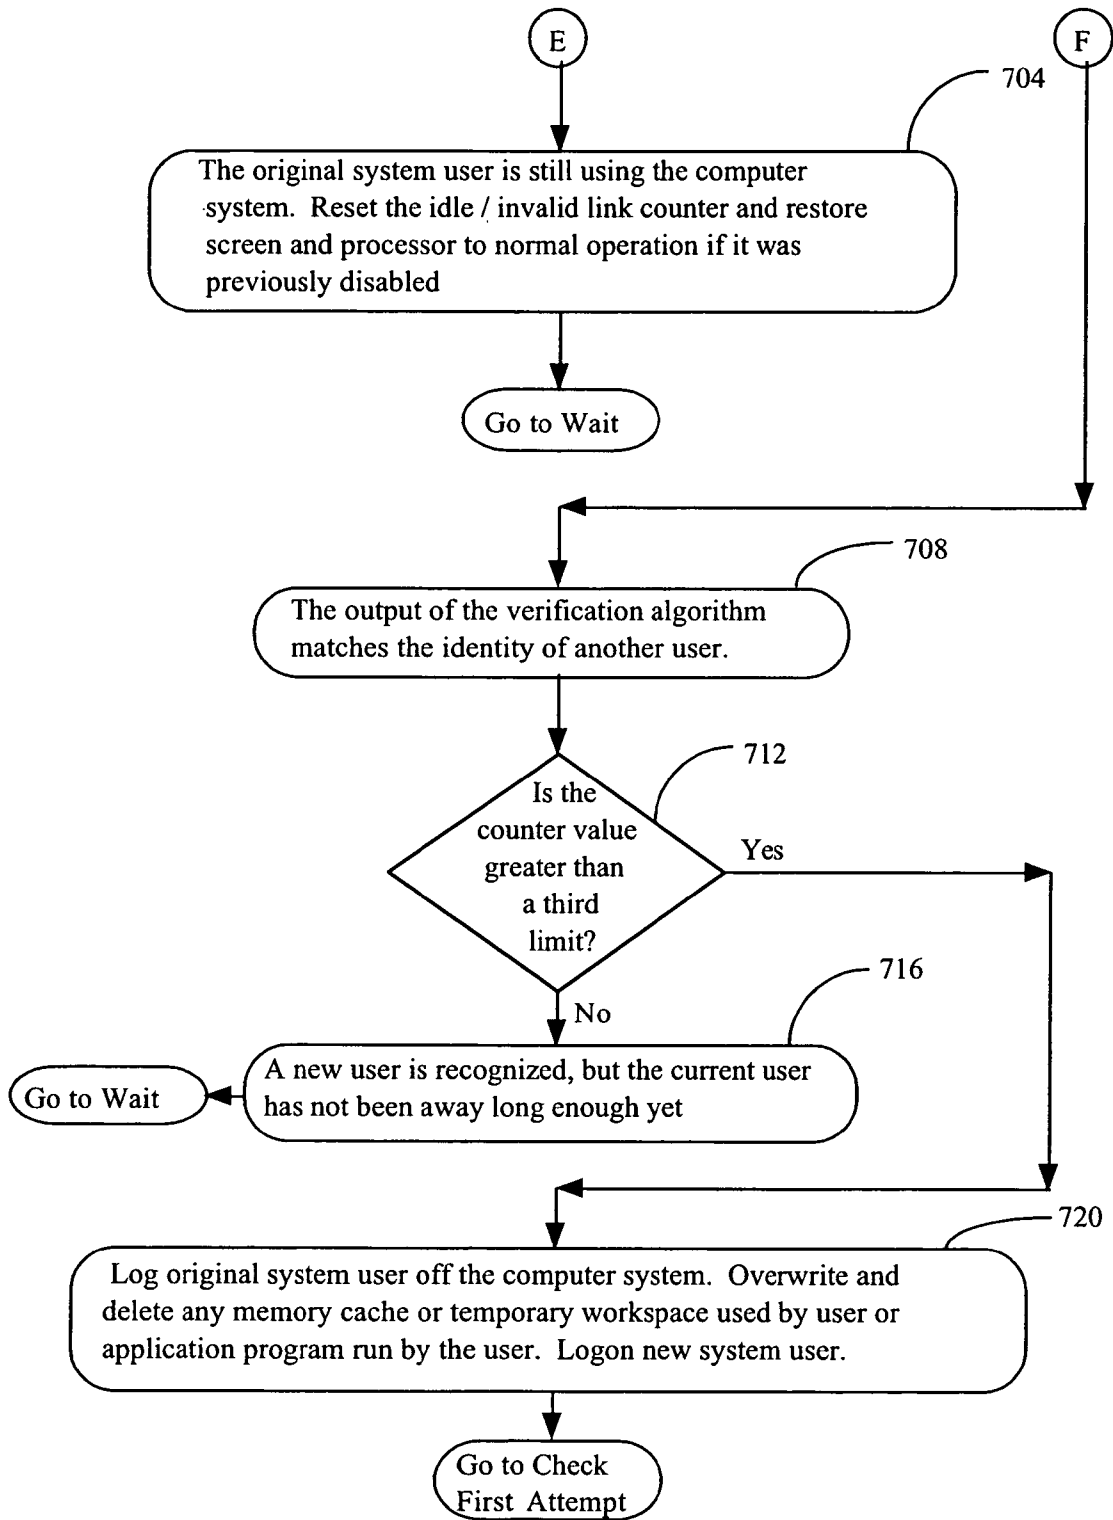 E
F
704
The original system user is still using the computer
system. Reset the idle / invalid link counter and restore
screen and processor to normal operation if it was
previously disabled
Go to Wait
708
The output of the verification algorithm
matches the identity of another user.
712
Is the
counter value
greater than
a third
limit?
Yes
716
No
A new user is recognized, but the current user
has not been away long enough yet
Go to Wait
720
Log original system user off the computer system. Overwrite and
delete any memory cache or temporary workspace used by user or
application program run by the user. Logon new system user.
Go to Check
First Attempt